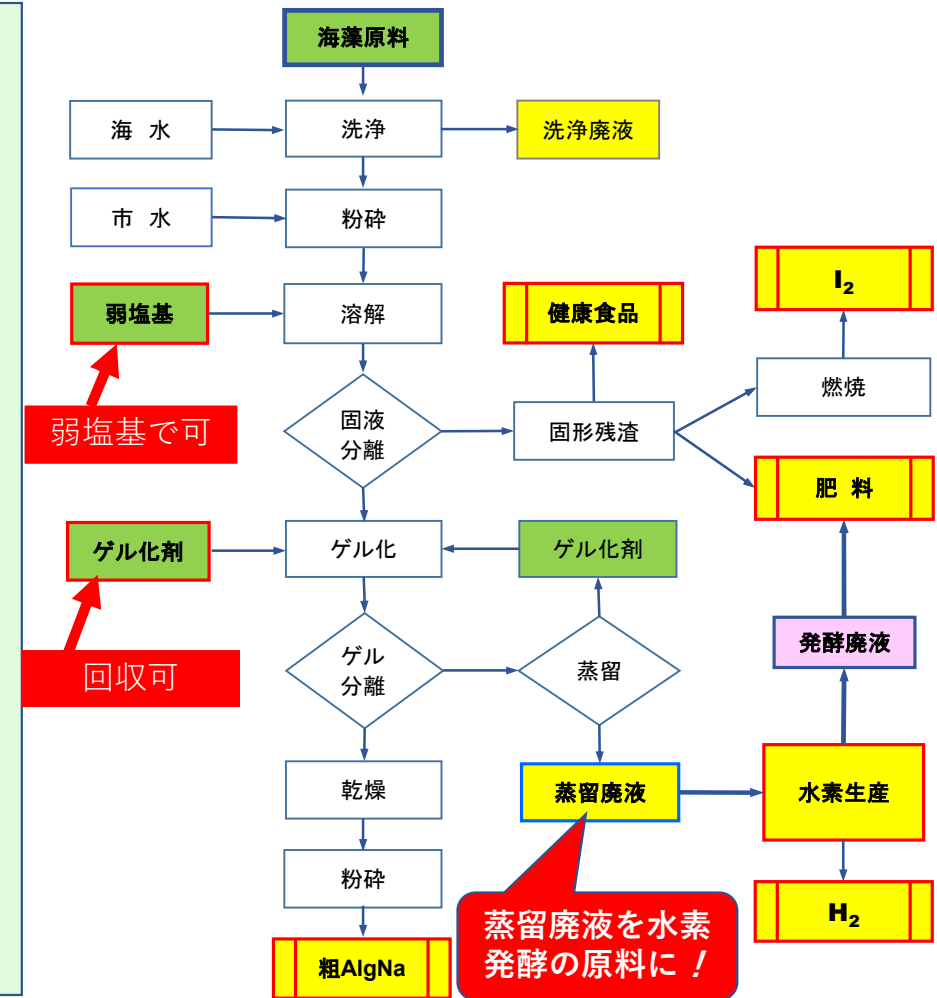 海藻原料
海 水
洗浄
洗浄廃液
市 水
粉砕
弱塩基
溶解
健康食品
I₂
弱塩基で可
固液
分離
固形残渣
燃焼
肥 料
ゲル化剤
ゲル化
ゲル化剤
回収可
ゲル
分離
蒸留
発酵廃液
乾燥
蒸留廃液
水素生産
粉砕
蒸留廃液を水素
発酵の原料に！
H₂
粗AlgNa